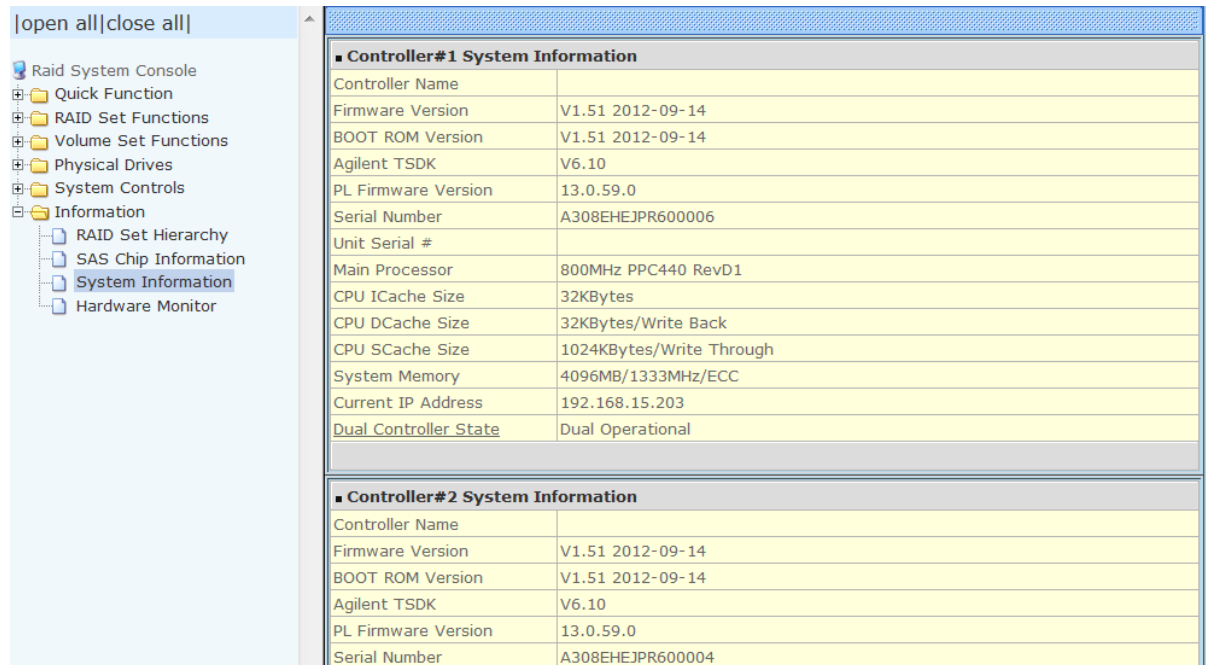 |open all|close all|
Raid System Console
Quick Function
RAID Set Functions
Volume Set Functions
Physical Drives
System Controls
Information
RAID Set Hierarchy
SAS Chip Information
System Information
Hardware Monitor
Controller#1 System Information
Controller Name
Firmware Version V1.51 2012-09-14
BOOT ROM Version V1.51 2012-09-14
Agilent TSDK V6.10
PL Firmware Version 13.0.59.0
Serial Number A308EHEJPR600006
Unit Serial #
Main Processor 800MHz PPC440 RevD1
CPU ICache Size 32KBytes
CPU DCache Size 32KBytes/Write Back
CPU SCache Size 1024KBytes/Write Through
System Memory 4096MB/1333MHz/ECC
Current IP Address 192.168.15.203
Dual Controller State Dual Operational
Controller#2 System Information
Controller Name
Firmware Version V1.51 2012-09-14
BOOT ROM Version V1.51 2012-09-14
Agilent TSDK V6.10
PL Firmware Version 13.0.59.0
Serial Number A308EHEJPR600004